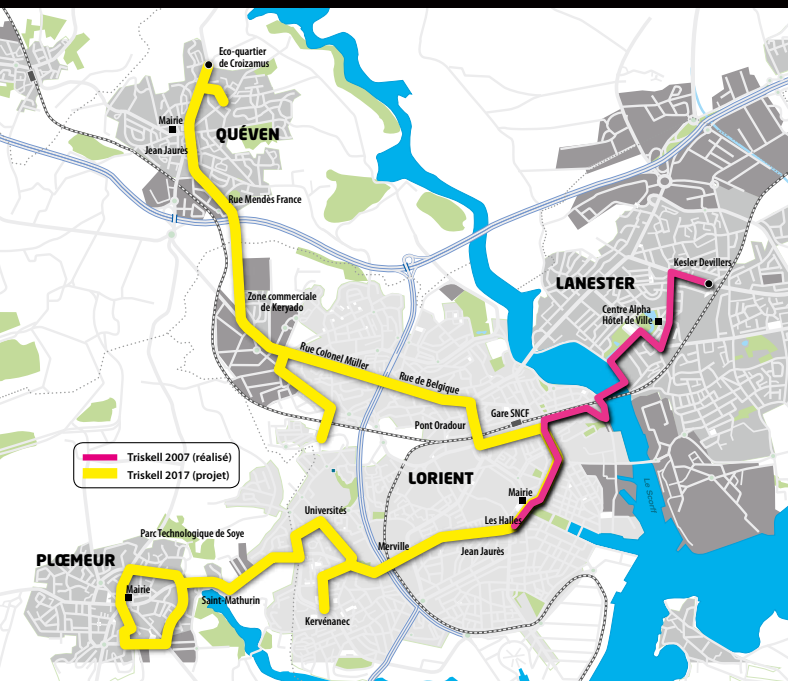 Eco-quartier
de Croizamus
Mairie
QUÉVEN
Jean Jaurès
Rue Mendès France
Kesler Devillers
LANESTER
Zone commerciale
de Keryado
Centre Alpha
Hôtel de Ville
Rue Colonel Müller
Rue de Belgique
Gare SNCF
Pont Oradour
Triskell 2007 (réalisé)
Triskell 2017 (projet)
LORIENT
Le Scorff
Mairie
Universités
Les Halles
Parc Technologique de Soye
Merville
Jean Jaurès
PLŒMEUR
Mairie
Saint-Mathurin
Kervénanec